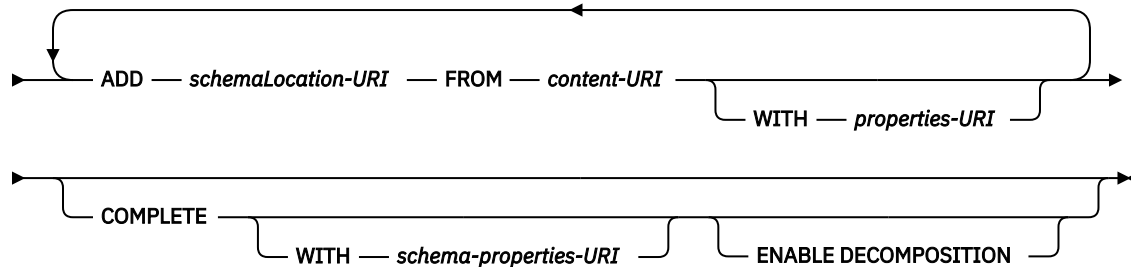 ADD schemaLocation-URI FROM content-URI
WITH properties-URI
COMPLETE
WITH schema-properties-URI ENABLE DECOMPOSITION